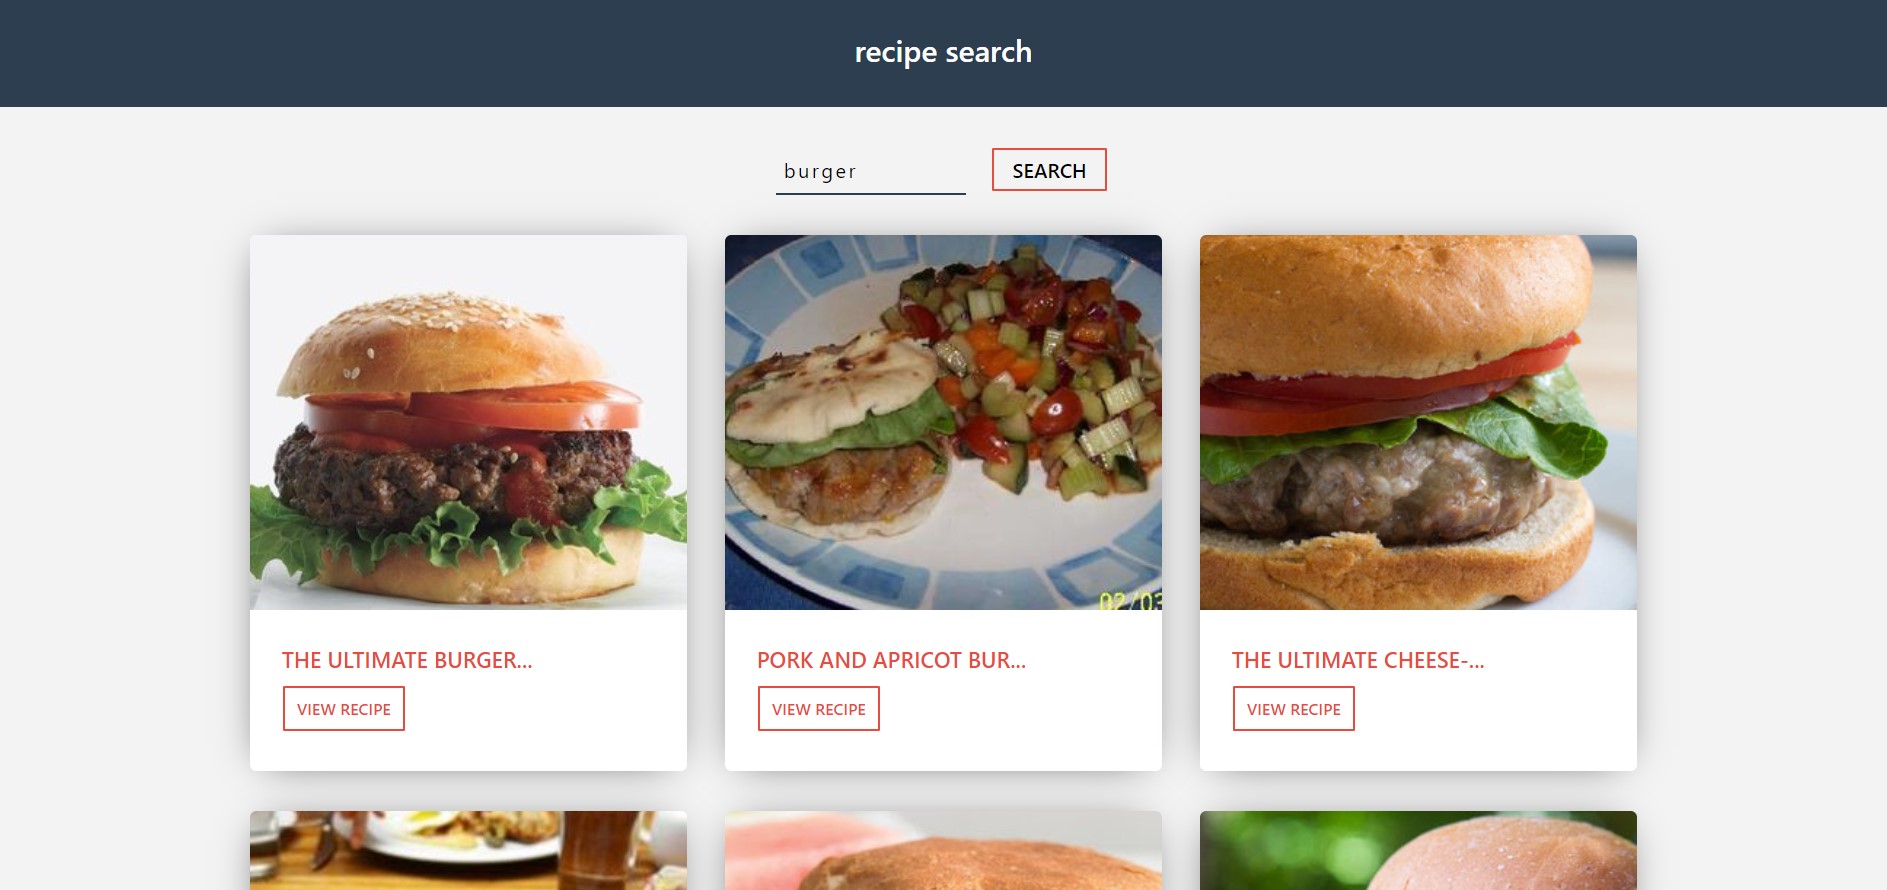 recipe search
burger
SEARCH
02/03
THE ULTIMATE BURGER...
PORK AND APRICOT BUR...
THE ULTIMATE CHEESE-...
VIEW RECIPE
VIEW RECIPE
VIEW RECIPE